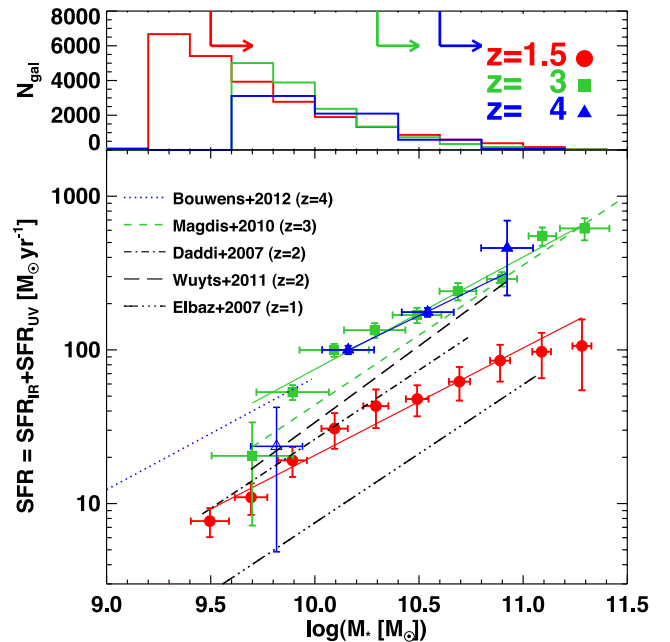 8000
6000
4000
2000
0
N_gal
z=1.5
z= 3
z= 4
1000
100
10
SFR = SFR_IR+SFR_UV [M_⊙ yr^-1]
Bouwens+2012 (z=4)
Magdis+2010 (z=3)
Daddi+2007 (z=2)
Wuyts+2011 (z=2)
Elbaz+2007 (z=1)
9.0 9.5 10.0 10.5 11.0 11.5
log(M_* [M_⊙])